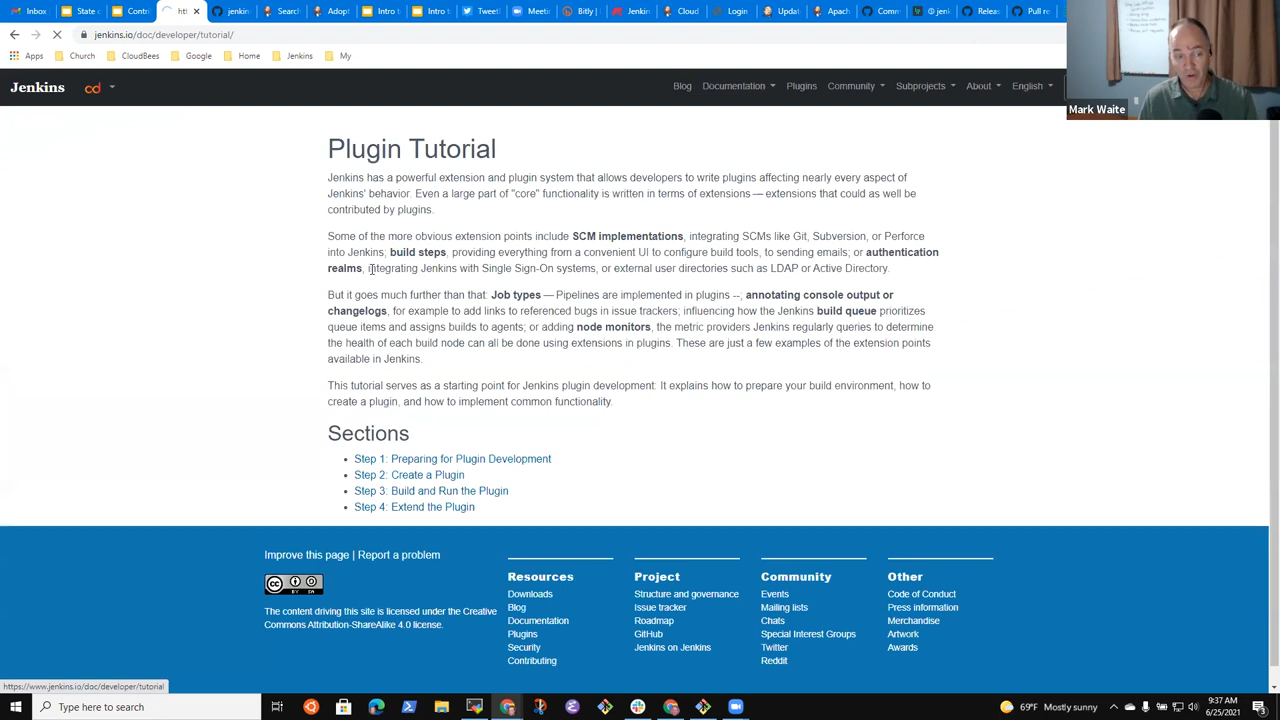 Inbox
State c
Contri
htt
jenkin
Search
Adopt
Intro t
Intro t
TweetD
Meetin
Bitly |
Jenkin
Cloud
Login
Updat
Apach
Comm
jenk
Releas
Pull re
jenkins.io/doc/developer/tutorial/
Apps
Church
CloudBees
Google
Home
Jenkins
My
Mark Waite
Jenkins
cd
Blog
Documentation
Plugins
Community
Subprojects
About
English
Plugin Tutorial
Jenkins has a powerful extension and plugin system that allows developers to write plugins affecting nearly every aspect of
Jenkins' behavior. Even a large part of "core" functionality is written in terms of extensions — extensions that could as well be
contributed by plugins.
Some of the more obvious extension points include SCM implementations, integrating SCMs like Git, Subversion, or Perforce
into Jenkins; build steps, providing everything from a convenient UI to configure build tools, to sending emails; or authentication
realms, integrating Jenkins with Single Sign-On systems, or external user directories such as LDAP or Active Directory.
But it goes much further than that: Job types — Pipelines are implemented in plugins --, annotating console output or
changelogs, for example to add links to referenced bugs in issue trackers; influencing how the Jenkins build queue prioritizes
queue items and assigns builds to agents; or adding node monitors, the metric providers Jenkins regularly queries to determine
the health of each build node can all be done using extensions in plugins. These are just a few examples of the extension points
available in Jenkins.
This tutorial serves as a starting point for Jenkins plugin development: It explains how to prepare your build environment, how to
create a plugin, and how to implement common functionality.
Sections
Step 1: Preparing for Plugin Development
Step 2: Create a Plugin
Step 3: Build and Run the Plugin
Step 4: Extend the Plugin
Improve this page | Report a problem
cc BY SA
The content driving this site is licensed under the Creative
Commons Attribution-ShareAlike 4.0 license.
Resources
Downloads
Blog
Documentation
Plugins
Security
Contributing
Project
Structure and governance
Issue tracker
Roadmap
GitHub
Jenkins on Jenkins
Community
Events
Mailing lists
Chats
Special Interest Groups
Twitter
Reddit
Other
Code of Conduct
Press information
Merchandise
Artwork
Awards
https://www.jenkins.io/doc/developer/tutorial
Type here to search
69°F Mostly sunny
9:37 AM
6/25/2021
3